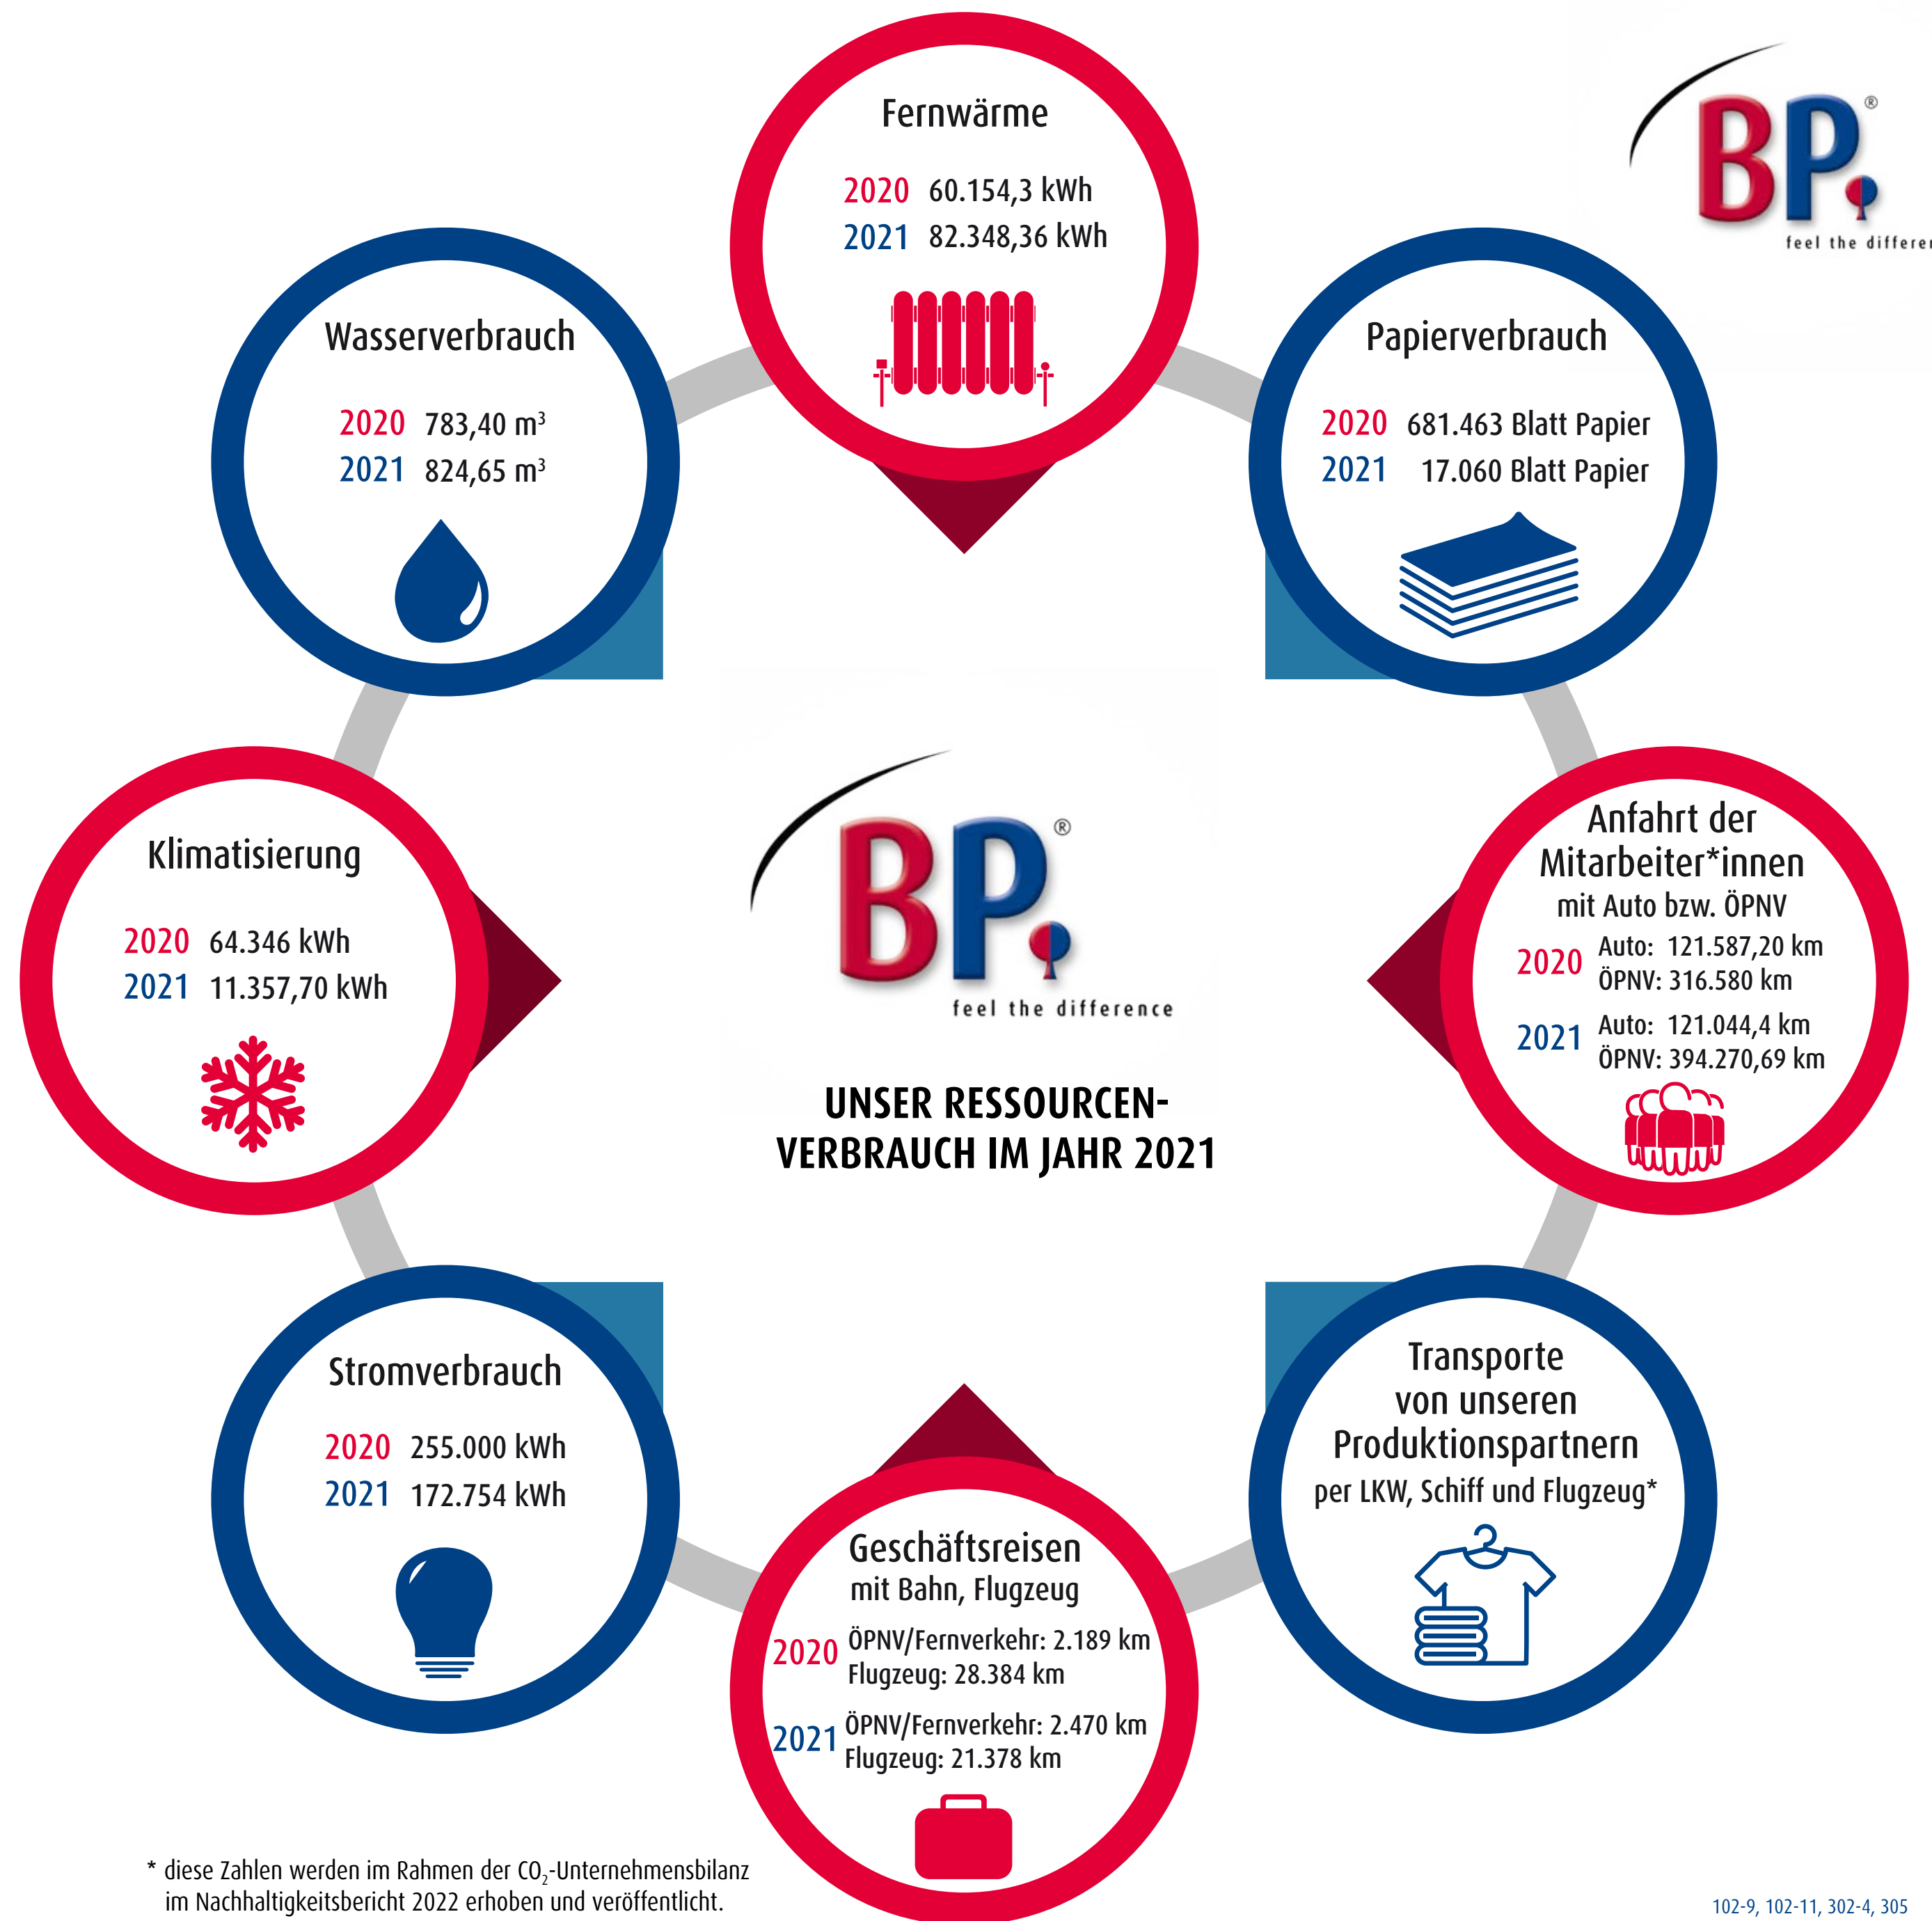 Fernwärme
2020 60.154,3 kWh
2021 82.348,36 kWh
BP.®
Wasserverbrauch
2020 783,40 m³
2021 824,65 m³
Papierverbrauch
2020 681.463 Blatt Papier
2021 17.060 Blatt Papier
Klimatisierung
2020 64.346 kWh
2021 11.357,70 kWh
BP.®
feel the difference
UNSER RESSOURCEN-
VERBRAUCH IM JAHR 2021
Anfahrt der
Mitarbeiter*innen
mit Auto bzw. ÖPNV
2020 Auto: 121.587,20 km
ÖPNV: 316.580 km
2021 Auto: 121.044,4 km
ÖPNV: 394.270,69 km
Stromverbrauch
2020 255.000 kWh
2021 172.754 kWh
Geschäftsreisen
mit Bahn, Flugzeug
2020 ÖPNV/Fernverkehr: 2.189 km
Flugzeug: 28.384 km
2021 ÖPNV/Fernverkehr: 2.470 km
Flugzeug: 21.378 km
Transporte
von unseren
Produktionspartnern
per LKW, Schiff und Flugzeug*
* diese Zahlen werden im Rahmen der CO₂-Unternehmensbilanz
im Nachhaltigkeitsbericht 2022 erhoben und veröffentlicht.
feel the
102-9, 102-11, 302-4, 305